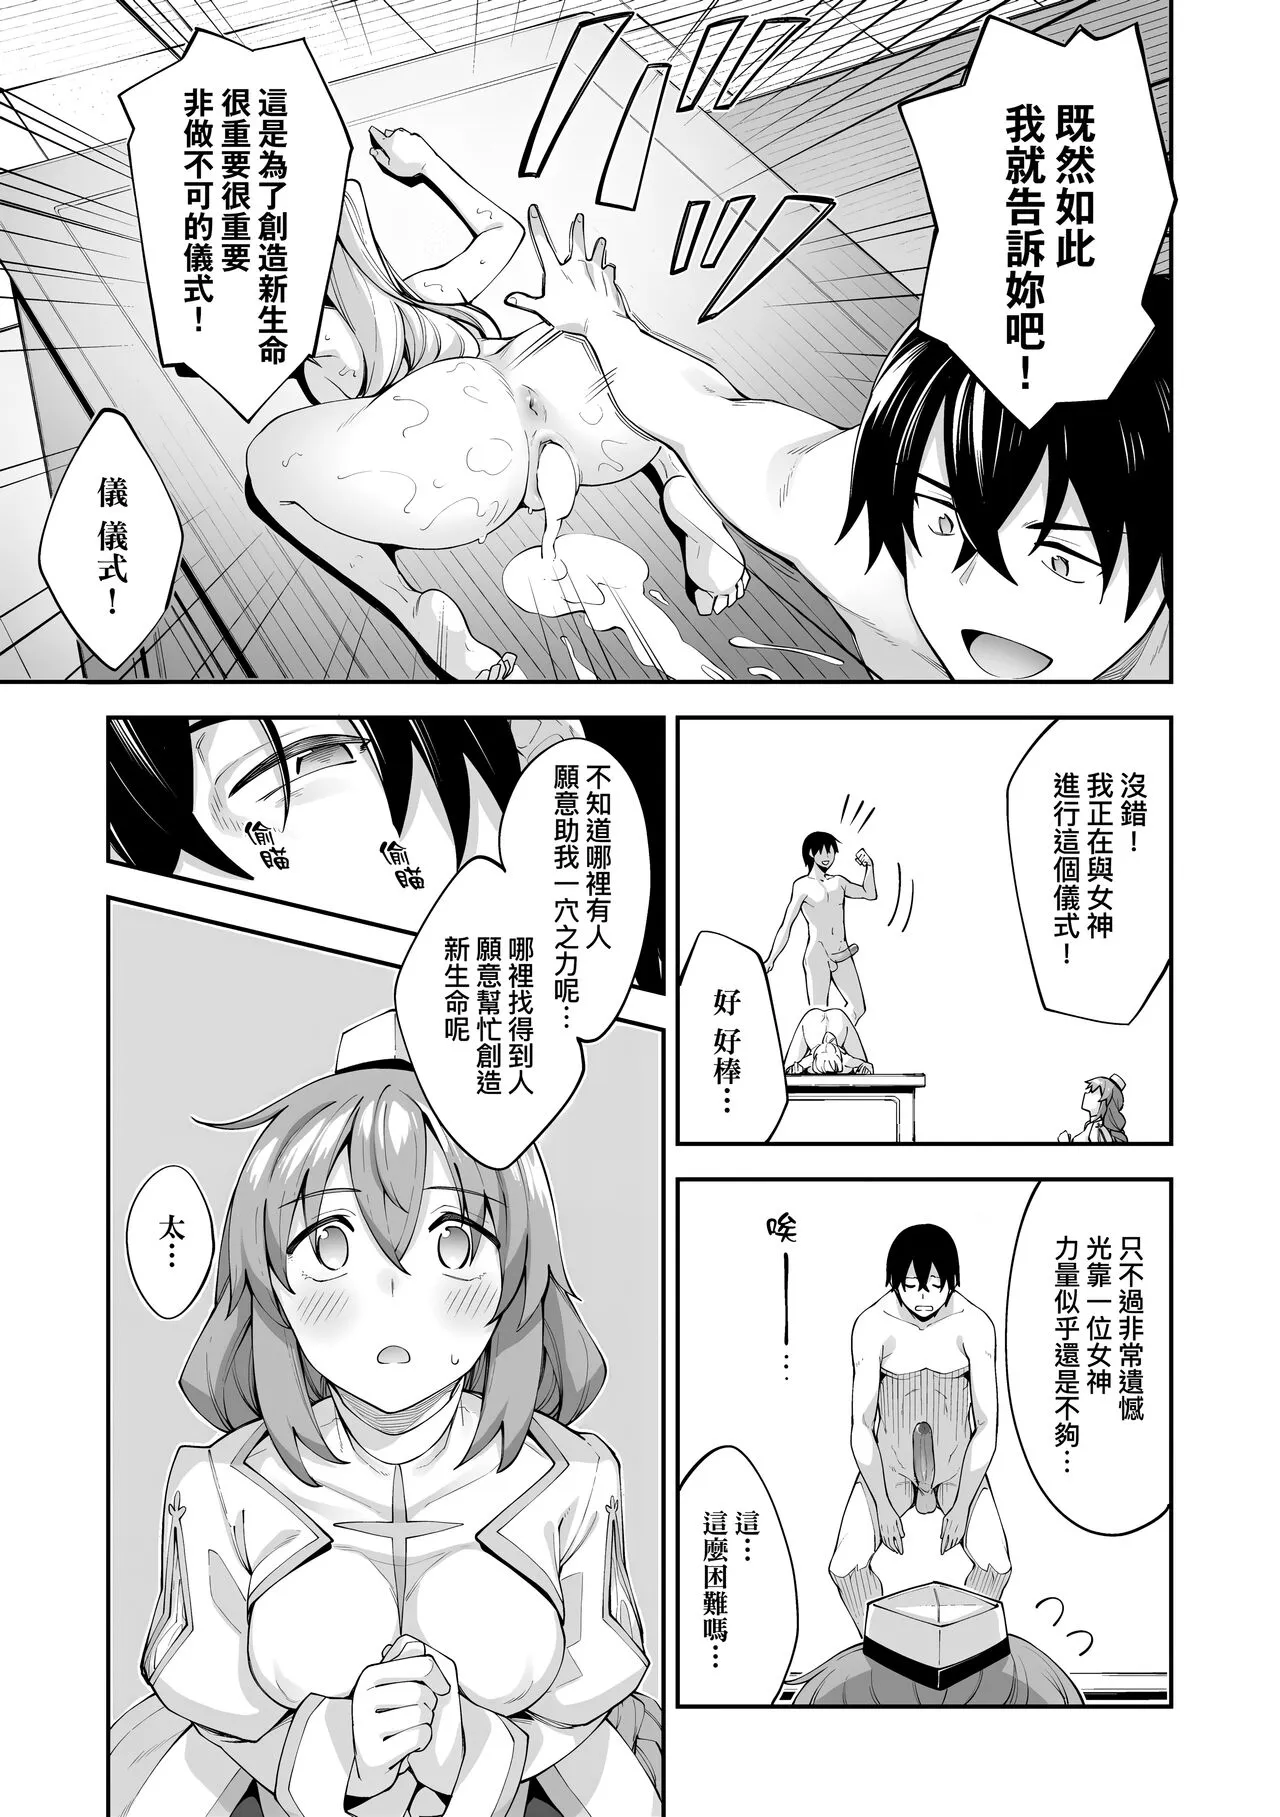 既然如此
我就告訴妳吧！
這是為了創造新生命
很重要很重要
非做不可的儀式！
儀 儀式！
沒錯！
我正在與女神
進行這個儀式！
好 好棒…
只不過非常遺憾
光靠一位女神
力量似乎還是不夠…
唉——
這…
這麼困難嗎…
不知道哪裡有人
願意助我一穴之力呢…
哪裡找得到人
願意幫忙創造
新生命呢
偷瞄
偷瞄
太…